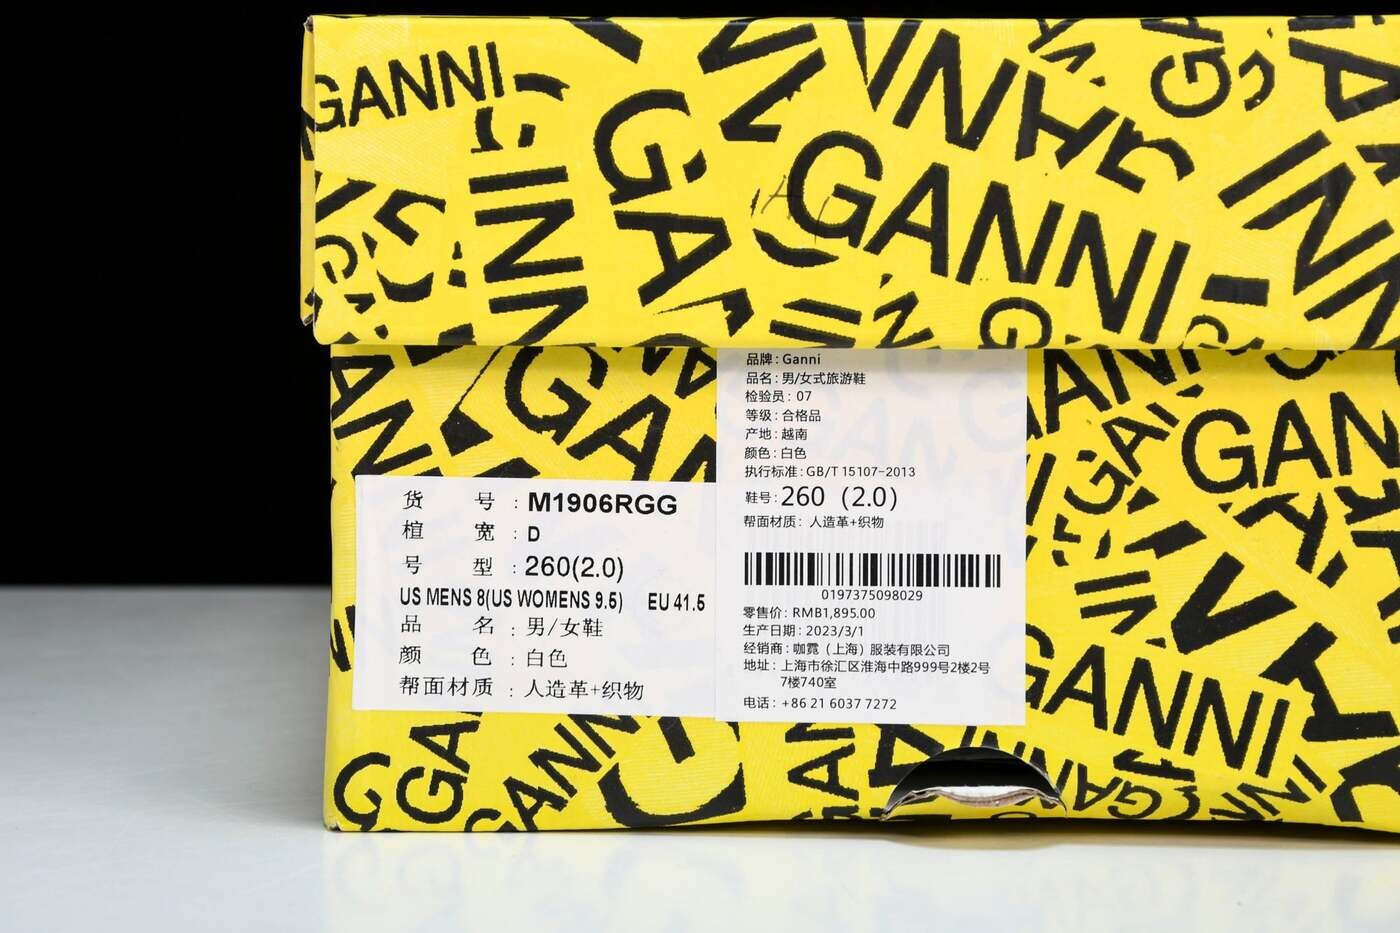 GANNI
GANNI
GANNI
GANNI
GANNI
货 号 : M1906RGG
楦 宽 : D
号 型 : 260(2.0)
US MENS 8(US WOMENS 9.5) EU 41.5
品 名 : 男/女鞋
颜 色 : 白色
帮面材质 : 人造革+织物
品牌: Ganni
品名: 男/女式旅游鞋
检验员: 07
等级: 合格品
产地: 越南
颜色: 白色
执行标准: GB/T 15107-2013
鞋号: 260 (2.0)
帮面材质: 人造革+织物
0197375098029
零售价: RMB1,895.00
生产日期: 2023/3/1
经销商: 咖霓（上海）服装有限公司
地址: 上海市徐汇区淮海中路999号2楼2号
7楼740室
电话: +86 21 6037 7272